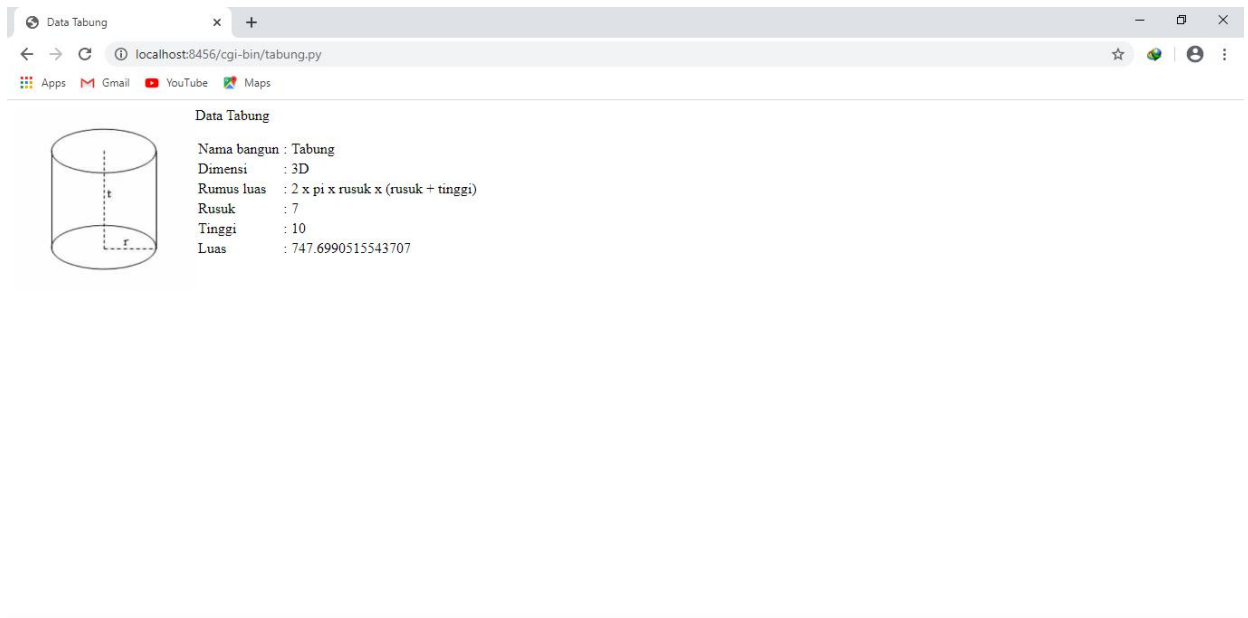 Data Tabung
localhost:8456/cgi-bin/tabung.py
Apps Gmail YouTube Maps
Data Tabung
Nama bangun : Tabung
Dimensi : 3D
Rumus luas : 2 x pi x rusuk x (rusuk + tinggi)
Rusuk : 7
Tinggi : 10
Luas : 747.6990515543707
t
r